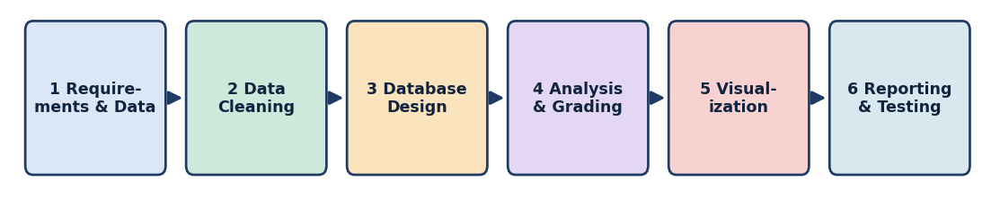 1 Require-
ments & Data
2 Data
Cleaning
3 Database
Design
4 Analysis
& Grading
5 Visual-
ization
6 Reporting
& Testing